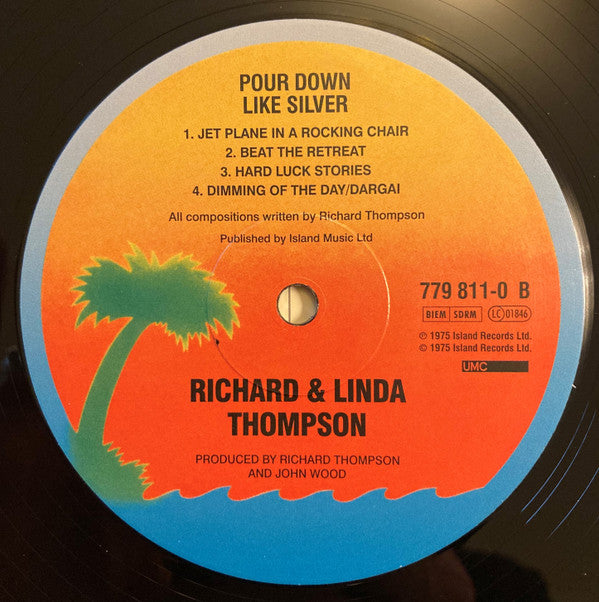 POUR DOWN
LIKE SILVER
1. JET PLANE IN A ROCKING CHAIR
2. BEAT THE RETREAT
3. HARD LUCK STORIES
4. DIMMING OF THE DAY/DARGAI
All compositions written by Richard Thompson
Published by Island Music Ltd
779 811-0 B
BIEM SDRM LC 01846
℗ 1975 Island Records Ltd.
© 1975 Island Records Ltd.
UMC
RICHARD & LINDA
THOMPSON
PRODUCED BY RICHARD THOMPSON
AND JOHN WOOD